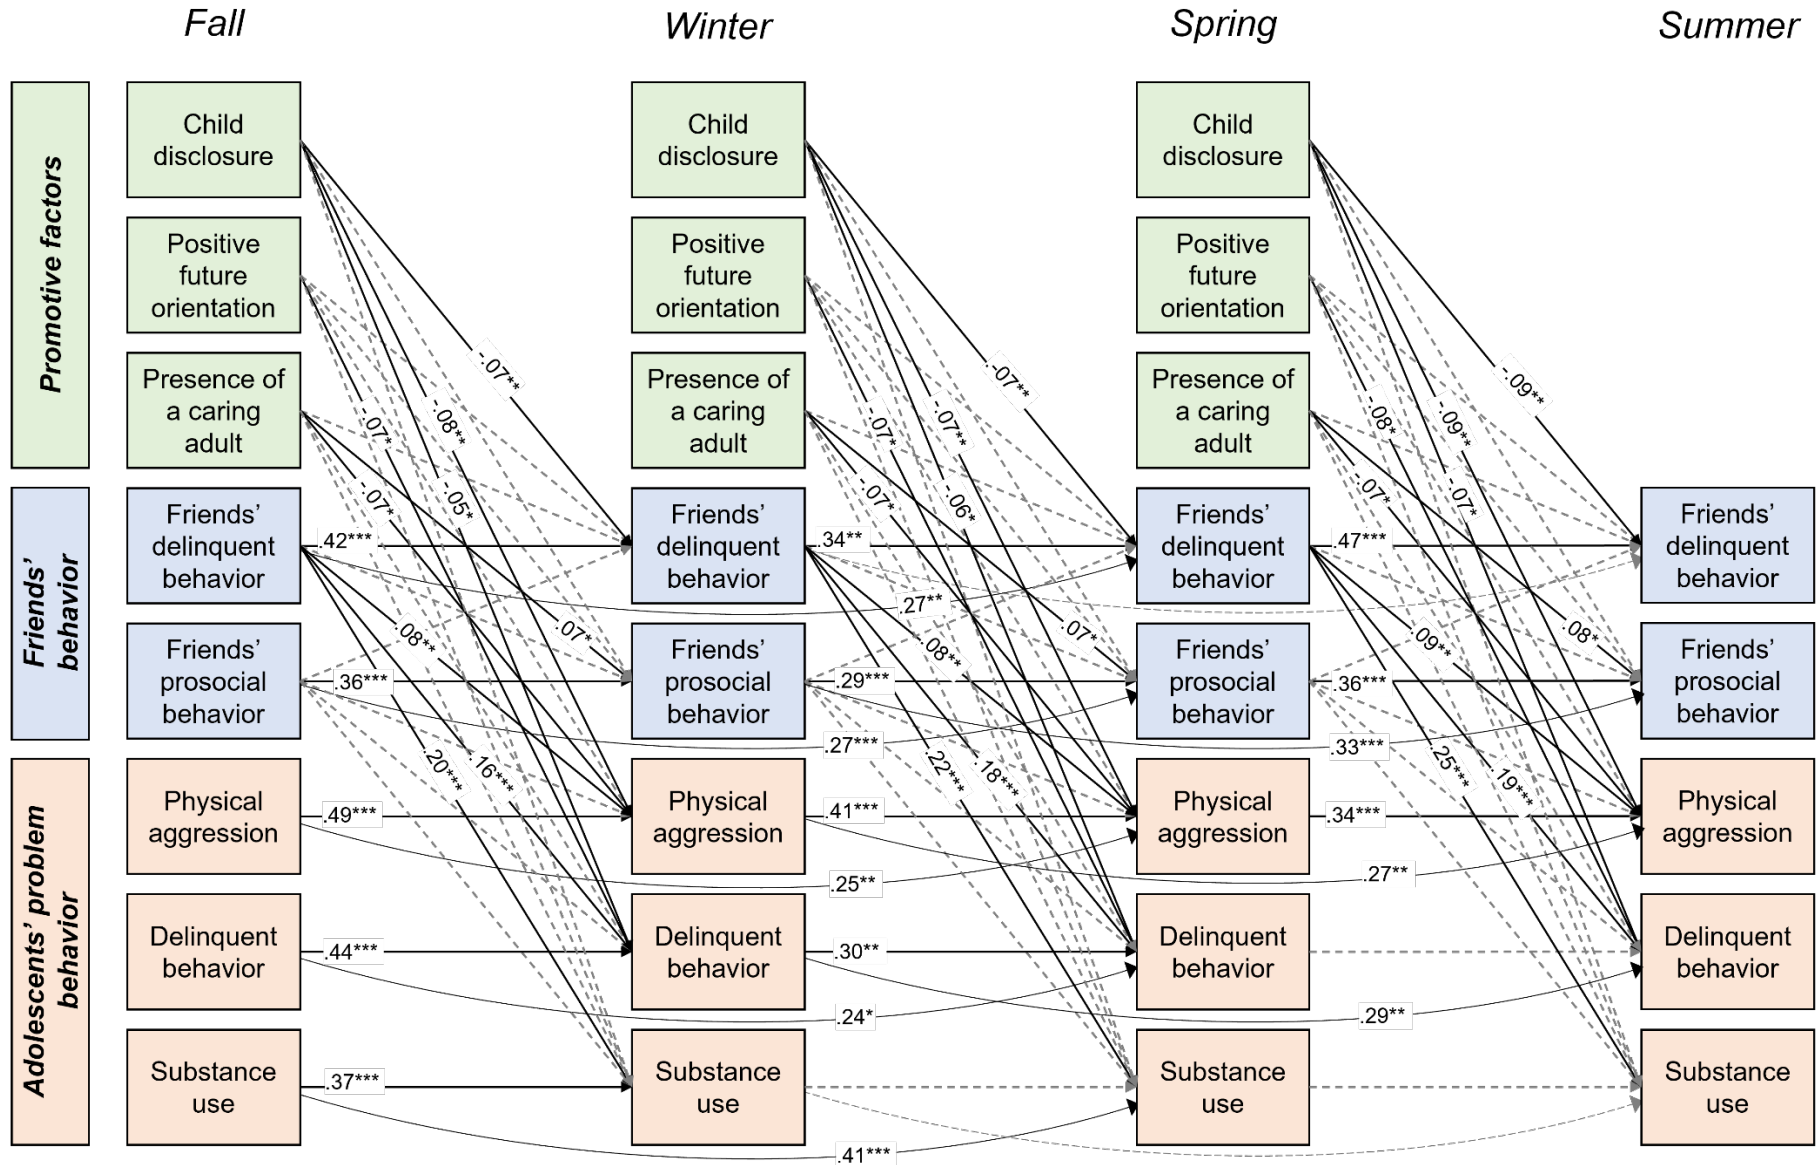 Fall
Winter
Spring
Summer
Promotive factors
Friends'
behavior
Adolescents' problem
behavior
Child
disclosure
Positive
future
orientation
Presence of
a caring
adult
Friends'
delinquent
behavior
Friends'
prosocial
behavior
Physical
aggression
Delinquent
behavior
Substance
use
-.07**
-.08**
-.07*
-.05*
-.07*
.42***
.07*
.08**
.36***
.20***
.16***
.49***
.44***
.37***
Child
disclosure
Positive
future
orientation
Presence of
a caring
adult
Friends'
delinquent
behavior
Friends'
prosocial
behavior
Physical
aggression
Delinquent
behavior
Substance
use
-.07**
-.07**
-.07*
-.06*
-.07*
.34**
.27**
.07*
.08**
.29***
.27***
.22***
.18***
.41***
.25**
.30**
.24*
.41***
Child
disclosure
Positive
future
orientation
Presence of
a caring
adult
Friends'
delinquent
behavior
Friends'
prosocial
behavior
Physical
aggression
Delinquent
behavior
Substance
use
-.09**
-.09**
-.08*
-.07*
-.07*
.47***
.08*
.09**
.36***
.33***
.25***
.19***
.34***
.27**
.29**
Friends'
delinquent
behavior
Friends'
prosocial
behavior
Physical
aggression
Delinquent
behavior
Substance
use